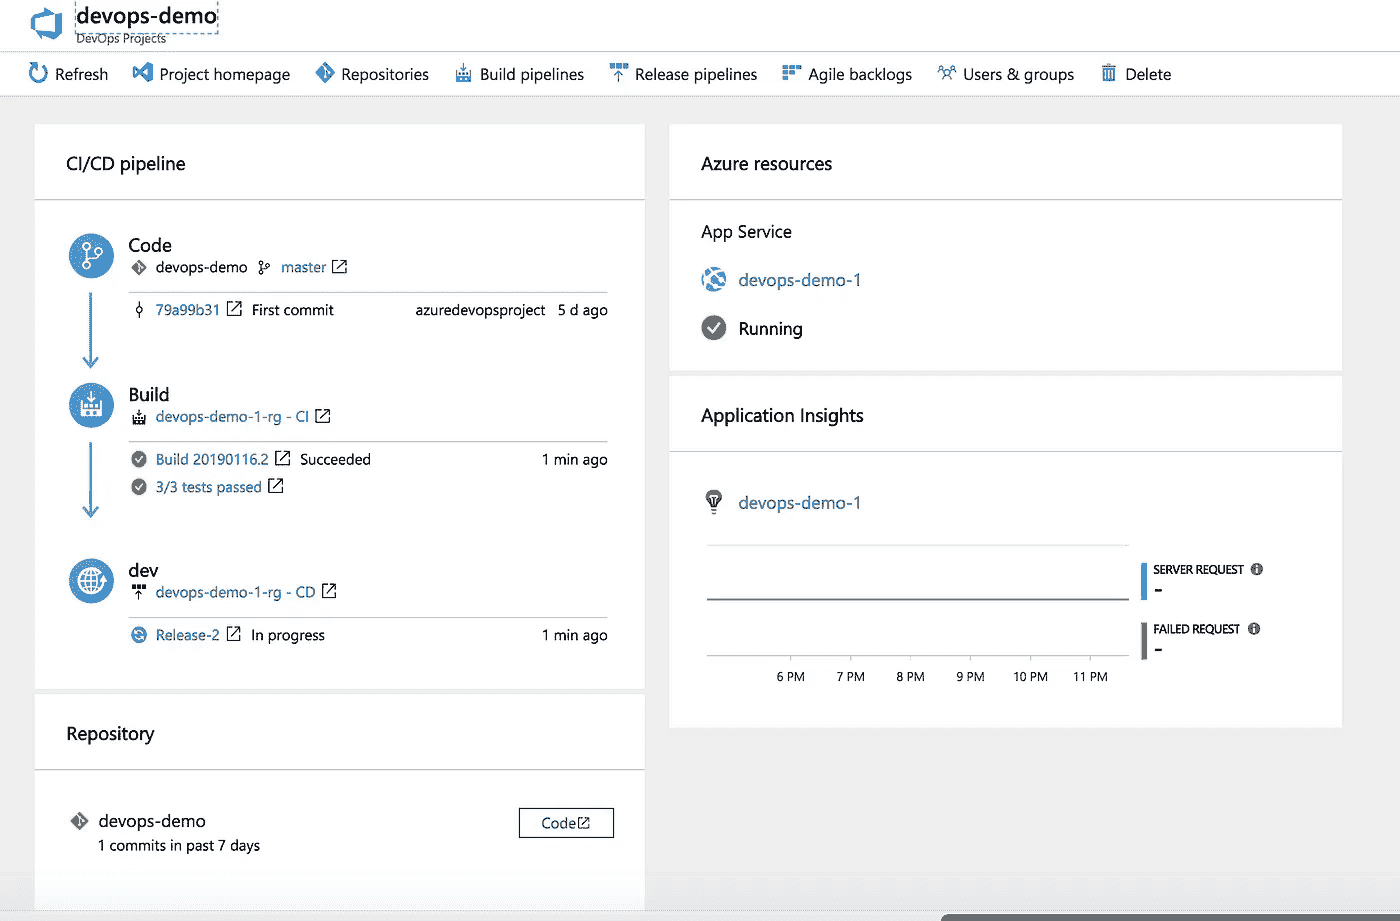 devops-demo
DevOps Projects
Refresh Project homepage Repositories Build pipelines Release pipelines Agile backlogs Users & groups Delete
CI/CD pipeline
Code
devops-demo master
79a99b31 First commit azuredevopsproject 5 d ago
Build
devops-demo-1-rg - CI
Build 20190116.2 Succeeded 1 min ago
3/3 tests passed
dev
devops-demo-1-rg - CD
Release-2 In progress 1 min ago
Repository
devops-demo
1 commits in past 7 days
Code
Azure resources
App Service
devops-demo-1
Running
Application Insights
devops-demo-1
SERVER REQUEST
--
FAILED REQUEST
--
6 PM 7 PM 8 PM 9 PM 10 PM 11 PM